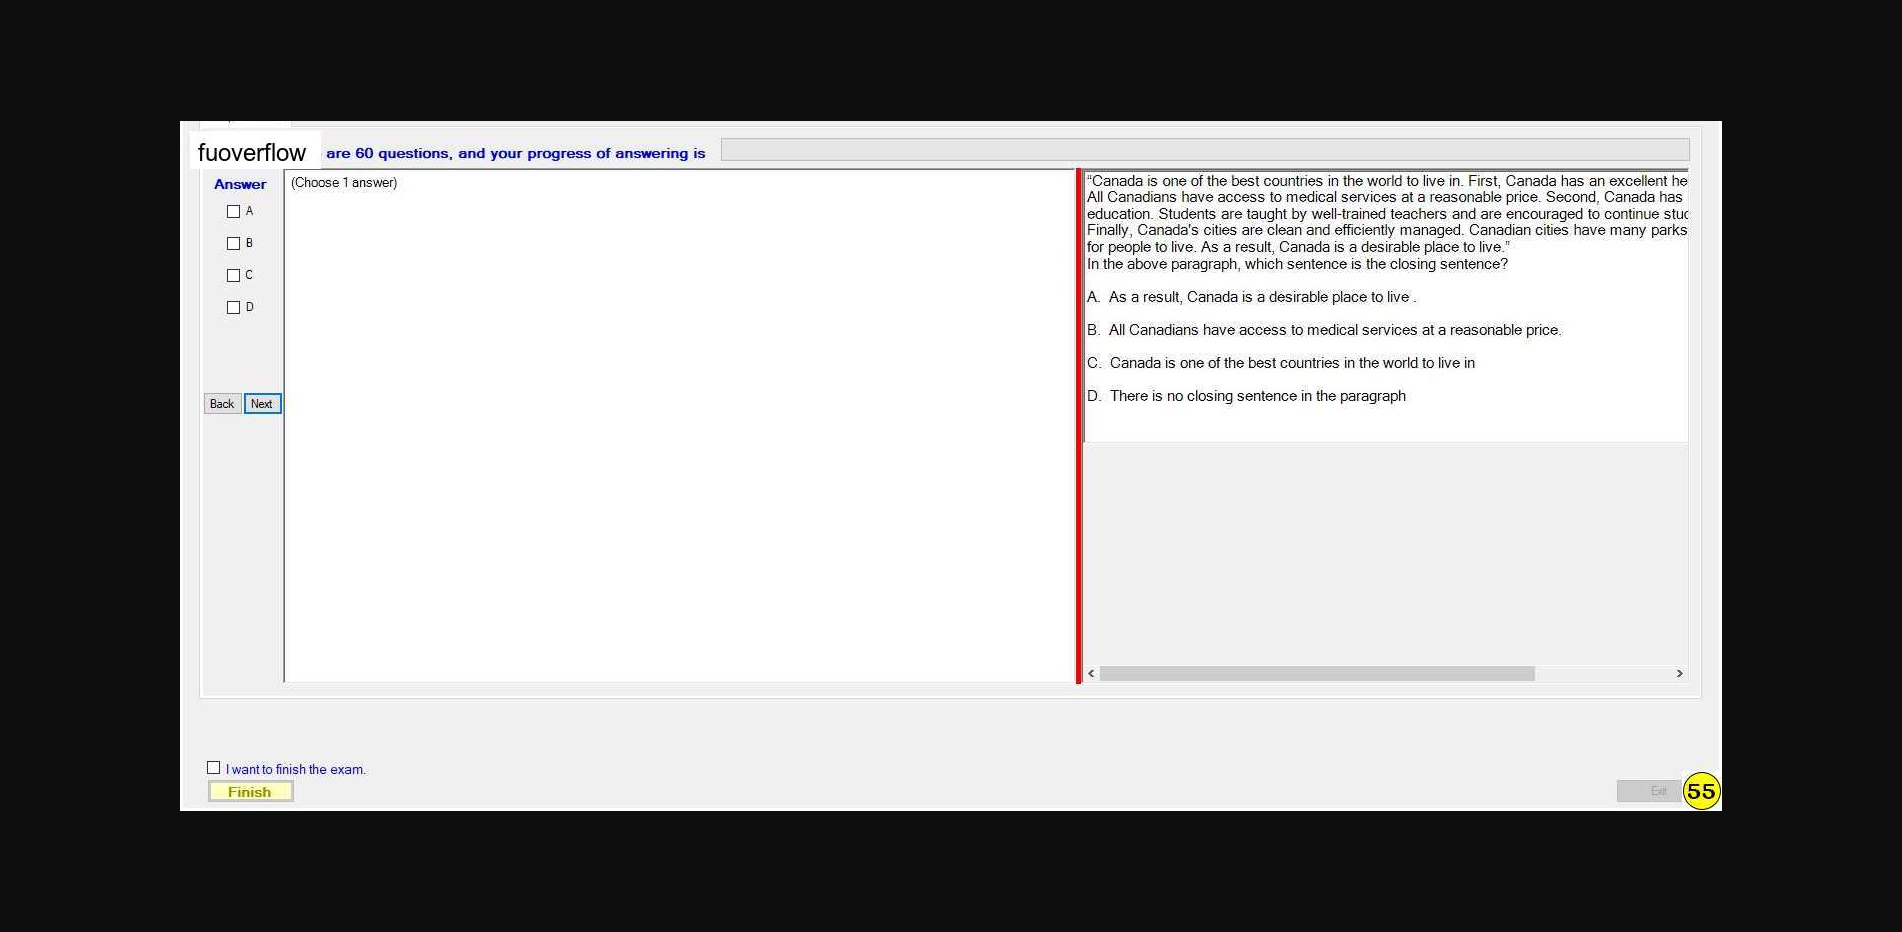 fuoverflow are 60 questions, and your progress of answering is
Answer
A
B
C
D
Back Next
(Choose 1 answer)
“Canada is one of the best countries in the world to live in. First, Canada has an excellent he
All Canadians have access to medical services at a reasonable price. Second, Canada has
education. Students are taught by well-trained teachers and are encouraged to continue stud
Finally, Canada's cities are clean and efficiently managed. Canadian cities have many parks
for people to live. As a result, Canada is a desirable place to live.”
In the above paragraph, which sentence is the closing sentence?
A. As a result, Canada is a desirable place to live .
B. All Canadians have access to medical services at a reasonable price.
C. Canada is one of the best countries in the world to live in
D. There is no closing sentence in the paragraph
I want to finish the exam.
Finish
Exit
55